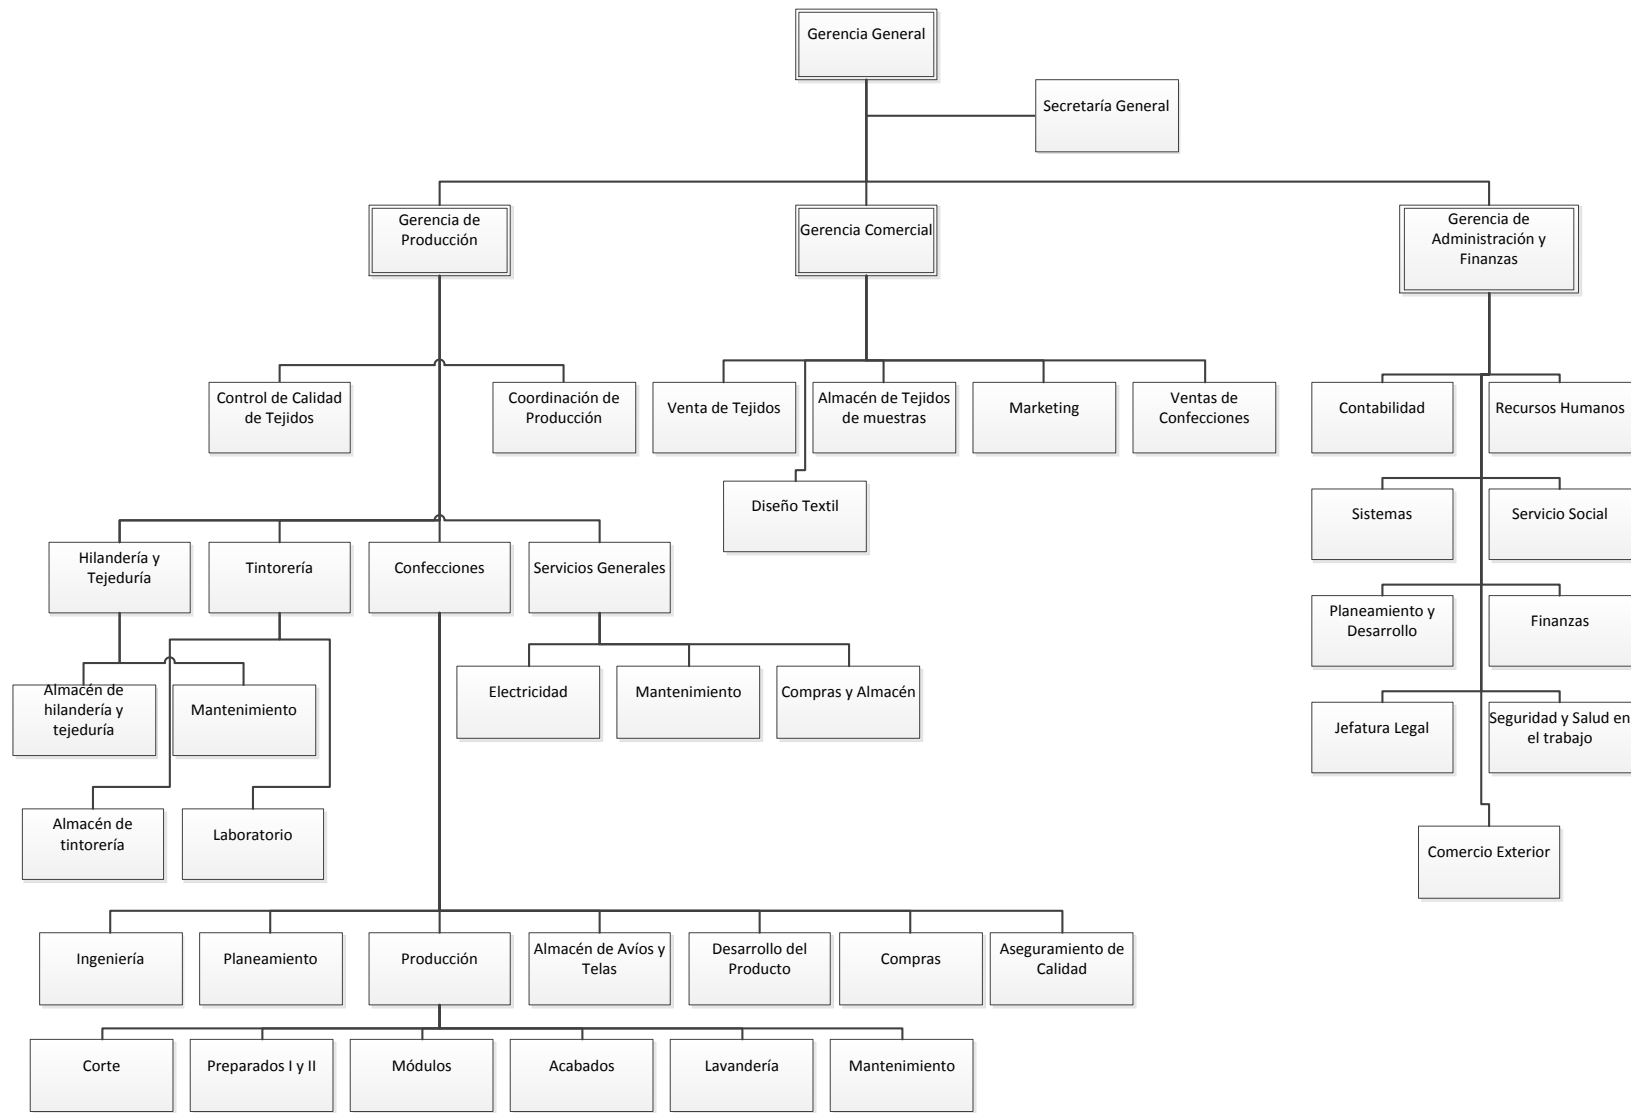 Gerencia General
Secretaría General
Gerencia de
Producción
Gerencia Comercial
Gerencia de
Administración y
Finanzas
Control de Calidad
de Tejidos
Coordinación de
Producción
Venta de Tejidos
Almacén de Tejidos
de muestras
Marketing
Ventas de
Confecciones
Contabilidad
Recursos Humanos
Diseño Textil
Sistemas
Servicio Social
Hilandería y
Tejeduría
Tintorería
Confecciones
Servicios Generales
Planeamiento y
Desarrollo
Finanzas
Almacén de
hilandería y
tejeduría
Mantenimiento
Electricidad
Mantenimiento
Compras y Almacén
Jefatura Legal
Seguridad y Salud en
el trabajo
Almacén de
tintorería
Laboratorio
Comercio Exterior
Ingeniería
Planeamiento
Producción
Almacén de Avíos y
Telas
Desarrollo del
Producto
Compras
Aseguramiento de
Calidad
Corte
Preparados I y II
Módulos
Acabados
Lavandería
Mantenimiento